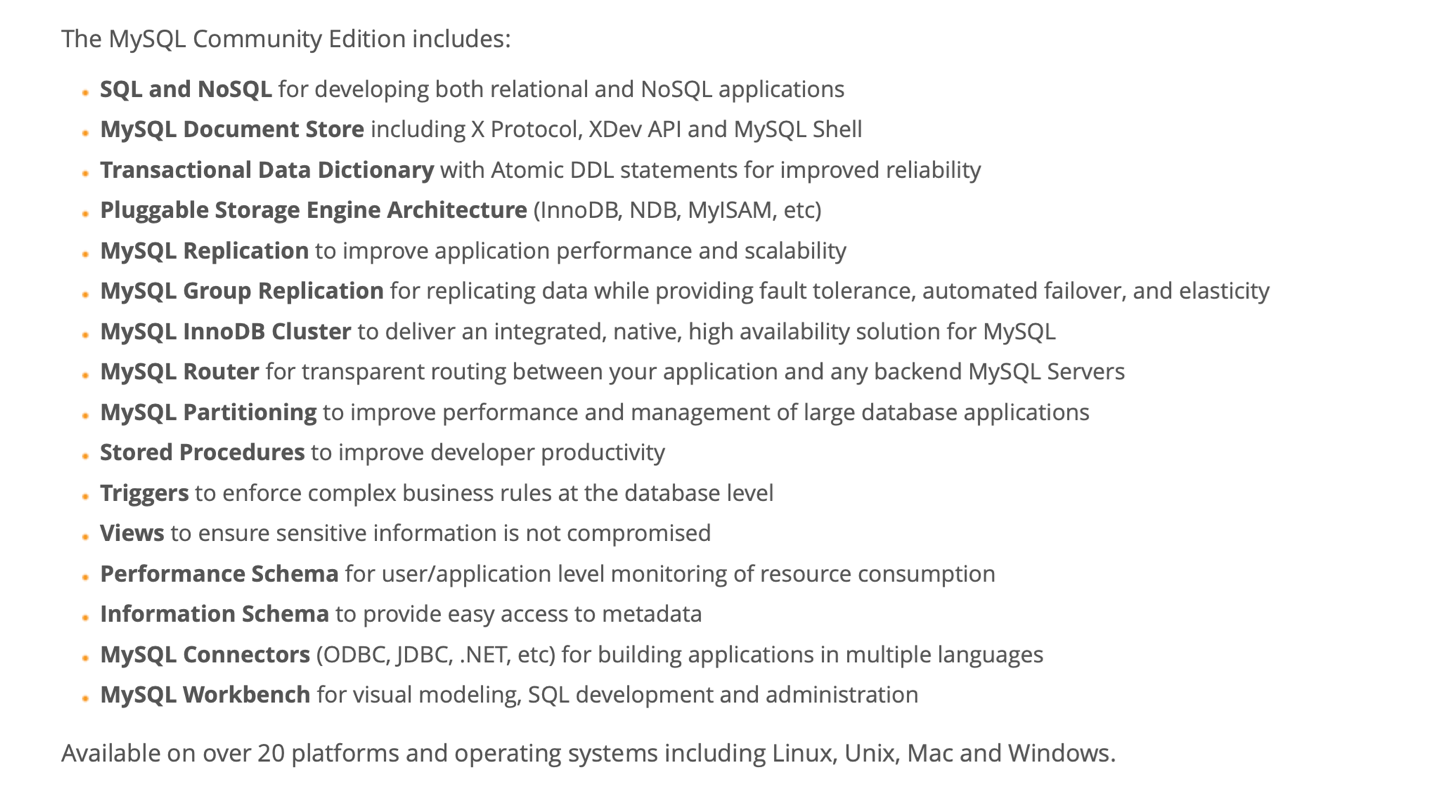 The MySQL Community Edition includes:
SQL and NoSQL for developing both relational and NoSQL applications
MySQL Document Store including X Protocol, XDev API and MySQL Shell
Transactional Data Dictionary with Atomic DDL statements for improved reliability
Pluggable Storage Engine Architecture (InnoDB, NDB, MyISAM, etc)
MySQL Replication to improve application performance and scalability
MySQL Group Replication for replicating data while providing fault tolerance, automated failover, and elasticity
MySQL InnoDB Cluster to deliver an integrated, native, high availability solution for MySQL
MySQL Router for transparent routing between your application and any backend MySQL Servers
MySQL Partitioning to improve performance and management of large database applications
Stored Procedures to improve developer productivity
Triggers to enforce complex business rules at the database level
Views to ensure sensitive information is not compromised
Performance Schema for user/application level monitoring of resource consumption
Information Schema to provide easy access to metadata
MySQL Connectors (ODBC, JDBC, .NET, etc) for building applications in multiple languages
MySQL Workbench for visual modeling, SQL development and administration
Available on over 20 platforms and operating systems including Linux, Unix, Mac and Windows.